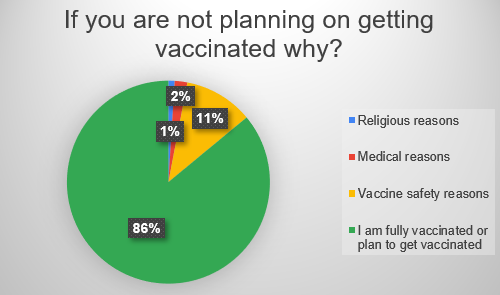 If you are not planning on getting
vaccinated why?
2%
1%
11%
86%
Religious reasons
Medical reasons
Vaccine safety reasons
I am fully vaccinated or
plan to get vaccinated